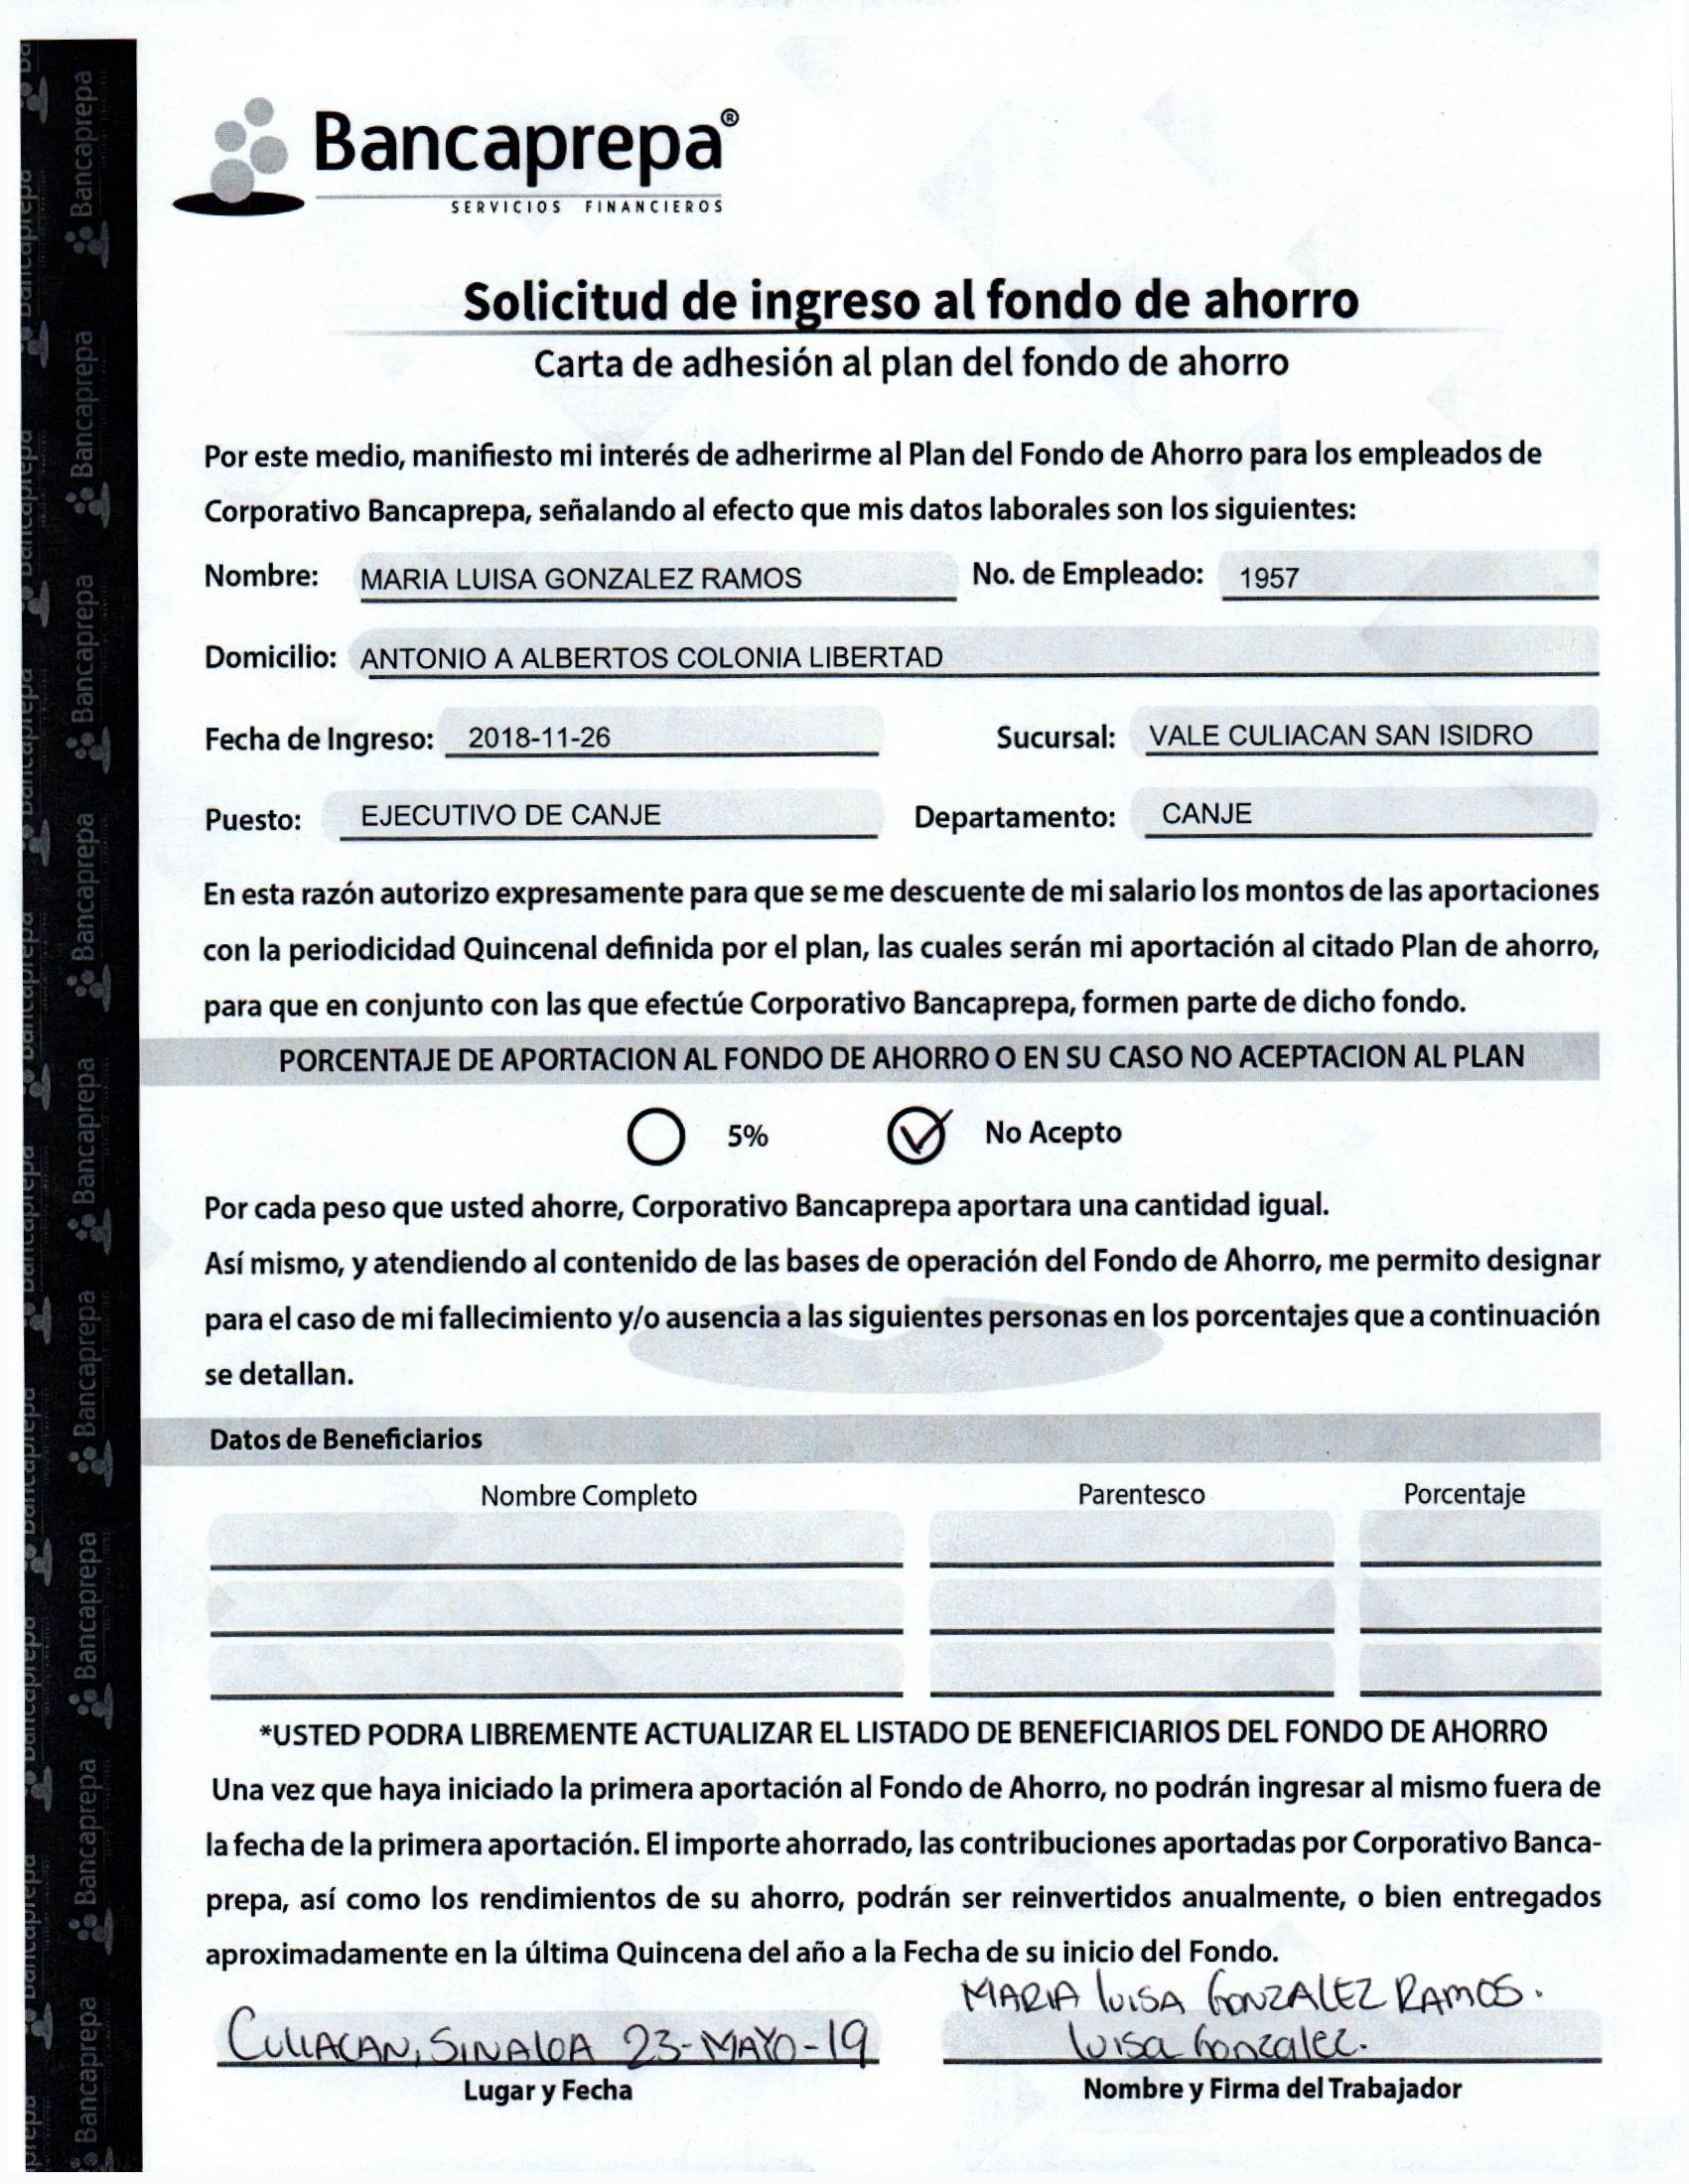 Bancaprepa®
SERVICIOS FINANCIEROS
Solicitud de ingreso al fondo de ahorro
Carta de adhesión al plan del fondo de ahorro
Por este medio, manifiesto mi interés de adherirme al Plan del Fondo de Ahorro para los empleados de
Corporativo Bancaprepa, señalando al efecto que mis datos laborales son los siguientes:
Nombre: MARIA LUISA GONZALEZ RAMOS No. de Empleado: 1957
Domicilio: ANTONIO A ALBERTOS COLONIA LIBERTAD
Fecha de Ingreso: 2018-11-26 Sucursal: VALE CULIACAN SAN ISIDRO
Puesto: EJECUTIVO DE CANJE Departamento: CANJE
En esta razón autorizo expresamente para que se me descuente de mi salario los montos de las aportaciones
con la periodicidad Quincenal definida por el plan, las cuales serán mi aportación al citado Plan de ahorro,
para que en conjunto con las que efectúe Corporativo Bancaprepa, formen parte de dicho fondo.
PORCENTAJE DE APORTACION AL FONDO DE AHORRO O EN SU CASO NO ACEPTACION AL PLAN
5% No Acepto
Por cada peso que usted ahorre, Corporativo Bancaprepa aportara una cantidad igual.
Así mismo, y atendiendo al contenido de las bases de operación del Fondo de Ahorro, me permito designar
para el caso de mi fallecimiento y/o ausencia a las siguientes personas en los porcentajes que a continuación
se detallan.
Datos de Beneficiarios
Nombre Completo Parentesco Porcentaje
*USTED PODRA LIBREMENTE ACTUALIZAR EL LISTADO DE BENEFICIARIOS DEL FONDO DE AHORRO
Una vez que haya iniciado la primera aportación al Fondo de Ahorro, no podrán ingresar al mismo fuera de
la fecha de la primera aportación. El importe ahorrado, las contribuciones aportadas por Corporativo Banca-
prepa, así como los rendimientos de su ahorro, podrán ser reinvertidos anualmente, o bien entregados
aproximadamente en la última Quincena del año a la Fecha de su inicio del Fondo.
MARIA LUISA GONZALEZ RAMOS.
CULIACAN, SINALOA 23-MAYO-19 Luisa Gonzalez.
Lugar y Fecha Nombre y Firma del Trabajador